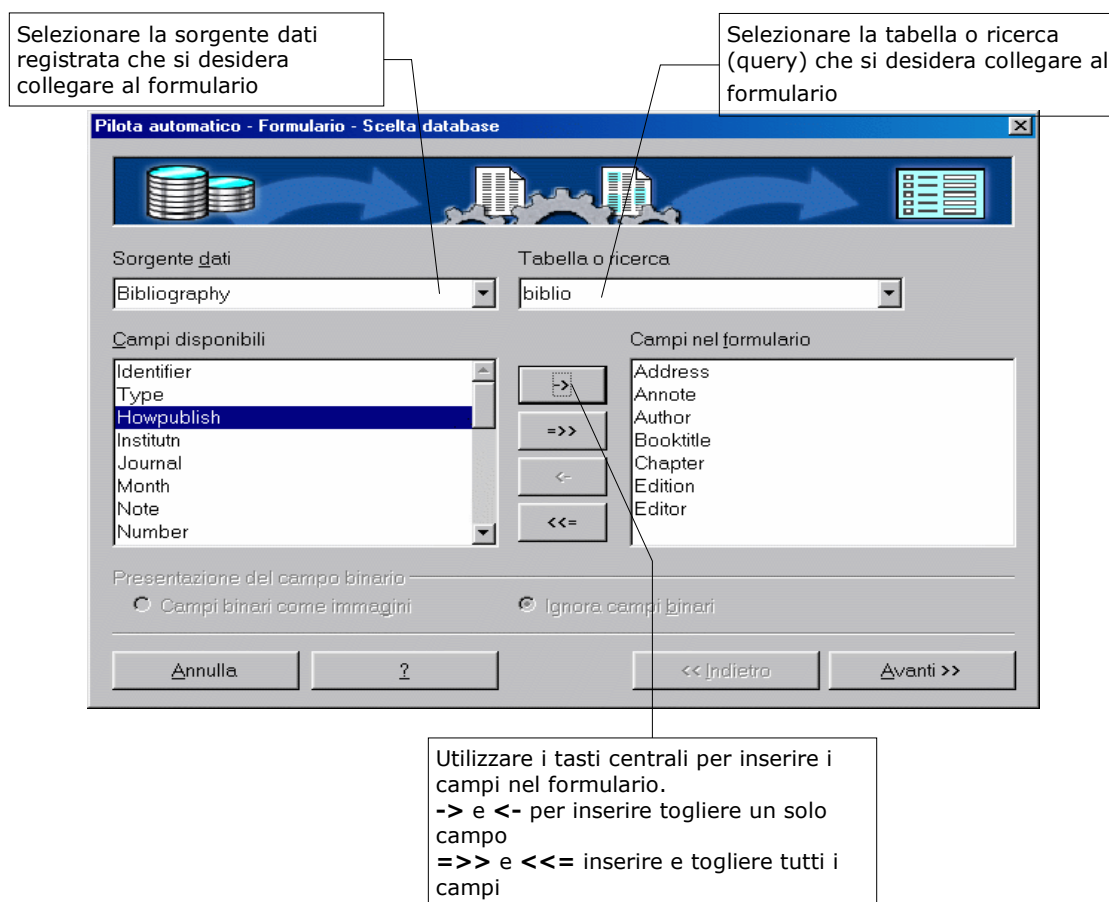 Selezionare la sorgente dati
registrata che si desidera
collegare al formulario
Selezionare la tabella o ricerca
(query) che si desidera collegare al
formulario
Pilota automatico - Formulario - Scelta database
Sorgente dati
Tabella o ricerca
Bibliography
biblio
Campi disponibili
Campi nel formulario
Identifier
Type
Howpublish
Institutn
Journal
Month
Note
Number
->
=>>
<-
<<=
Address
Annote
Author
Booktitle
Chapter
Edition
Editor
Presentazione del campo binario
Campi binari come immagini
Ignora campi binari
Annulla
?
<< Indietro
Avanti >>
Utilizzare i tasti centrali per inserire i
campi nel formulario.
-> e <- per inserire togliere un solo
campo
=>> e <<= inserire e togliere tutti i
campi